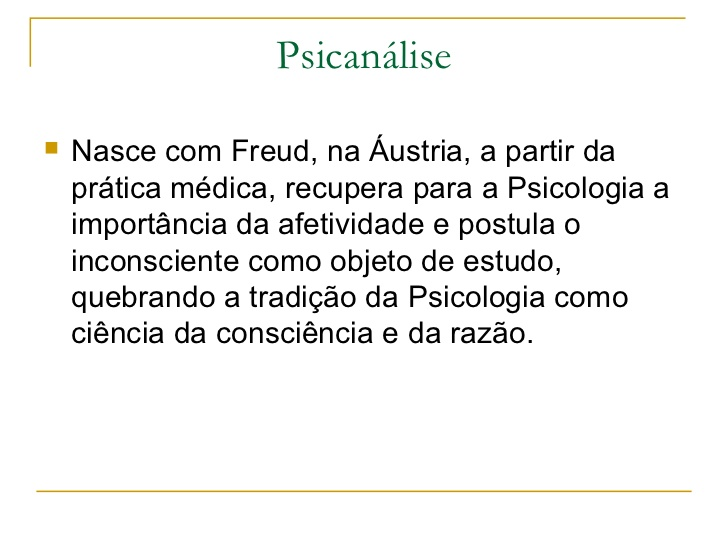 Psicanálise
Nasce com Freud, na Áustria, a partir da
prática médica, recupera para a Psicologia a
importância da afetividade e postula o
inconsciente como objeto de estudo,
quebrando a tradição da Psicologia como
ciência da consciência e da razão.